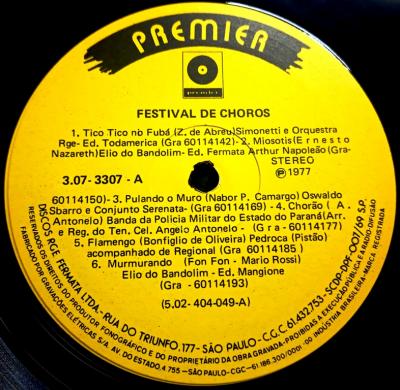 PREMIER
premier
FESTIVAL DE CHOROS
1. Tico Tico nò Fubá (Z. de Abreu)Simonetti e Orquestra
Rge- Ed. Todamerica (Gra 60114142)- 2. Miosotis (Ernesto
Nazareth)Elio do Bandolim- Ed. Fermata Arthur Napoleão (Gra-
STEREO
3.07-3307 - A
Ⓟ1977
60114150)- 3. Pulando o Muro (Nabor P. Camargo) Oswaldo
Sbarro e Conjunto Serenata- (Gra 60114169) - 4. Chorão ( A .
Antonelo) Banda da Policia Militar do Estado do Paraná(Arr.
e Reg. do Ten. Cel. Angelo Antonelo - (Gra - 60114177)
5. Flamengo (Bonfiglio de Oliveira) Pedroca (Pistão)
acompanhado de Regional (Gra 60114185 )
6. Murmurando (Fon Fon - Mario Rossi)
Elio do Bandolim - Ed. Mangione
(Gra - 60114193)
(5.02-404-049-A)
DISCOS RGE FERMATA LTDA.-RUA DO TRIUNFO, 177 - SÃO PAULO - C.G.C. 61.432.753 - SCDP-DPF-007/69 S.P.
RESERVADOS OS DIREITOS DO PRODUTOR FONOGRÁFICO E DO PROPRIETÁRIO DA OBRA GRAVADA-PROIBIDAS A EXECUÇÃO PÚBLICA E RADIO-DIFUSÃO
FABRICADO POR GRAVAÇÕES ELÉTRICAS S/A AV. DO ESTADO, 4.755 - SÃO PAULO - C.G.C. 61.186.300/0001-00 INDÚSTRIA BRASILEIRA - MARCA REGISTRADA